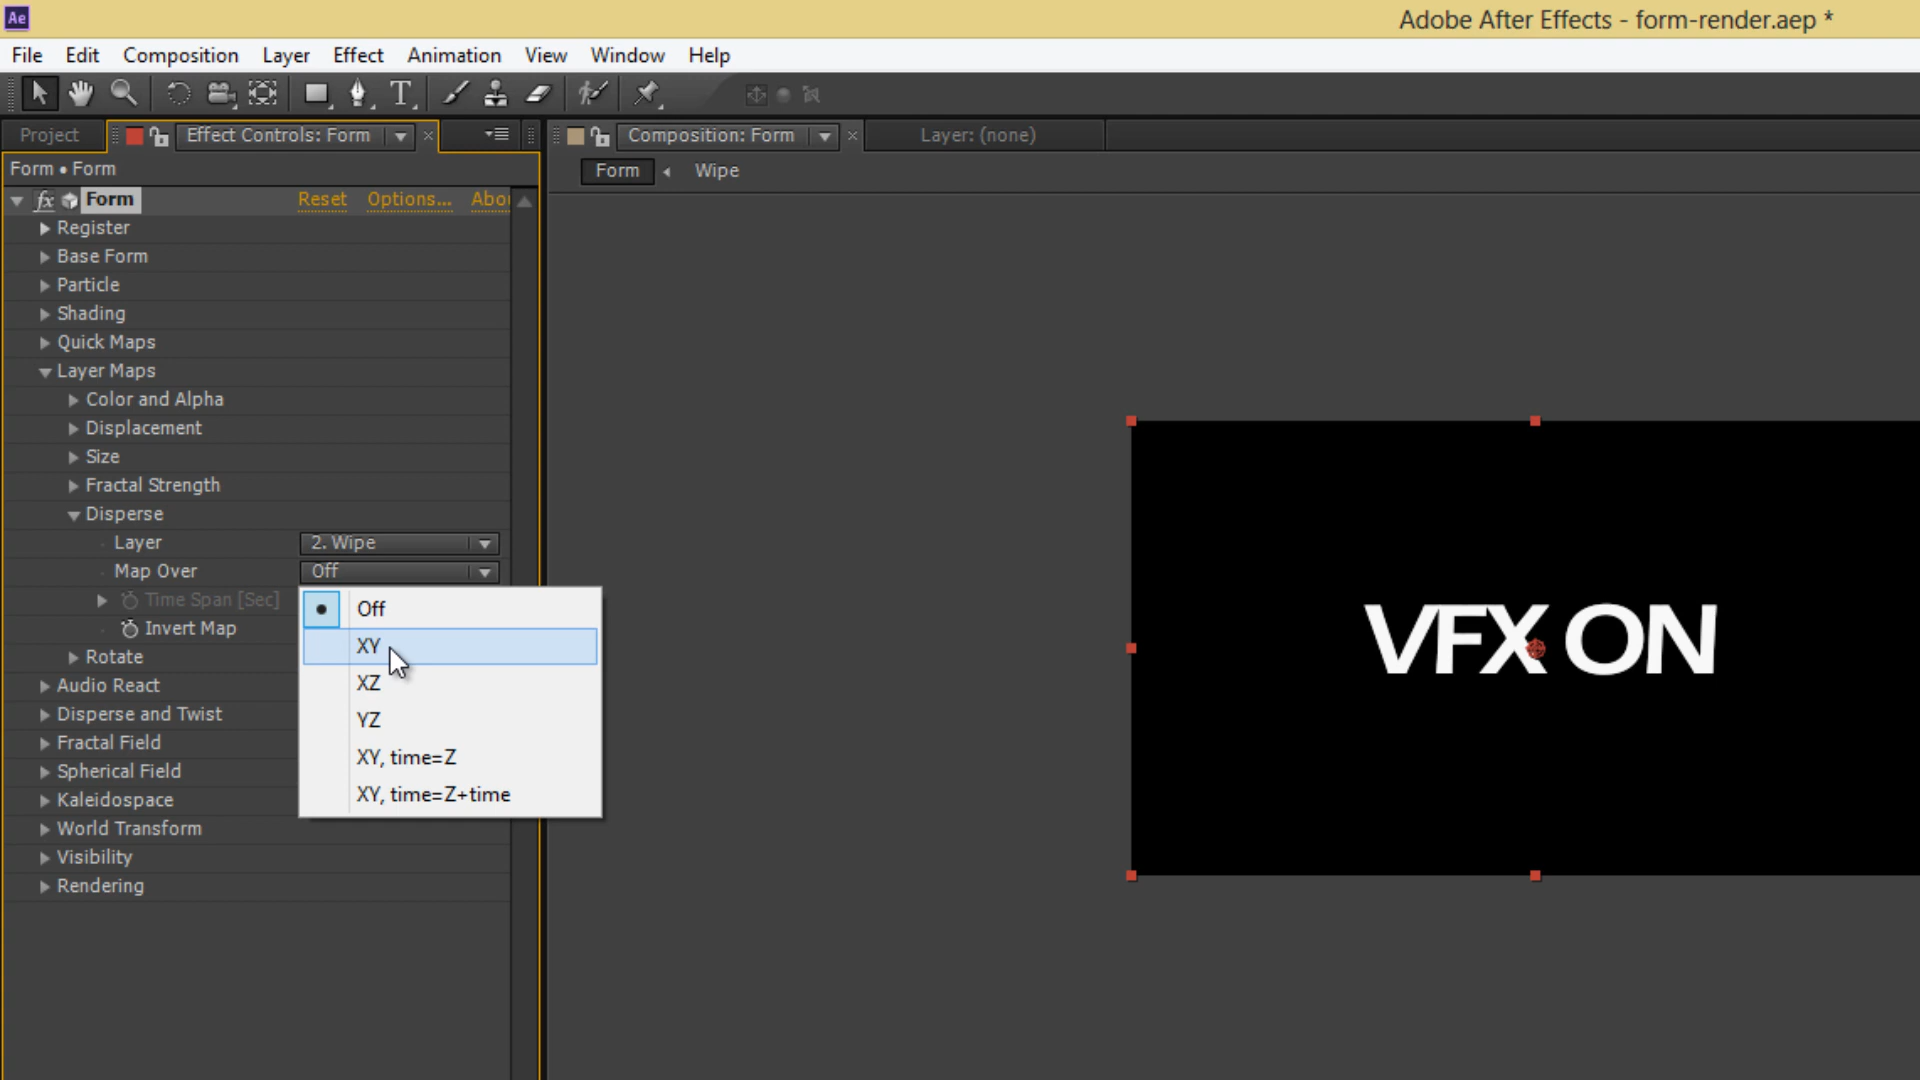 Ae
Adobe After Effects - form-render.aep *
File Edit Composition Layer Effect Animation View Window Help
T
Project
Effect Controls: Form
Composition: Form
Layer: (none)
Form • Form
Form
Wipe
fx Form Reset Options...
Register
Base Form
Particle
Shading
Quick Maps
Layer Maps
Color and Alpha
Displacement
Size
Fractal Strength
Disperse
Layer 2. Wipe
Map Over Off
Time Span [Sec]
Invert Map
Rotate
Audio React
Disperse and Twist
Fractal Field
Spherical Field
Kaleidospace
World Transform
Visibility
Rendering
Off
XY
XZ
YZ
XY, time=Z
XY, time=Z+time
VFX ON